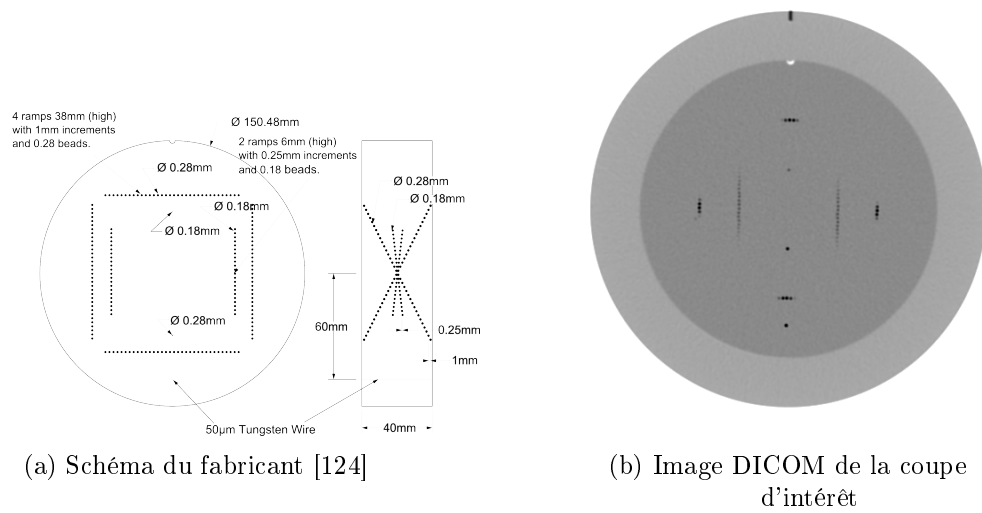 4 ramps 38mm (high)
with 1mm increments
and 0.28 beads.
Ø 150.48mm
2 ramps 6mm (high)
with 0.25mm increments
and 0.18 beads.
Ø 0.28mm
Ø 0.18mm
Ø 0.18mm
Ø 0.28mm
Ø 0.28mm
Ø 0.18mm
60mm
0.25mm
1mm
40mm
50µm Tungsten Wire
(a) Schéma du fabricant [124]
(b) Image DICOM de la coupe
d'intérêt